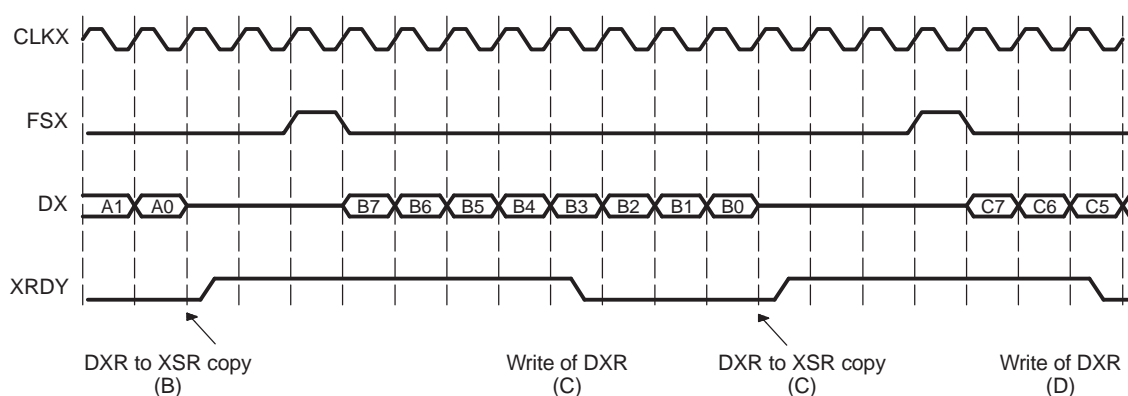 CLKX
FSX
DX
A1 A0 B7 B6 B5 B4 B3 B2 B1 B0 C7 C6 C5
XRDY
DXR to XSR copy
(B)
Write of DXR
(C)
DXR to XSR copy
(C)
Write of DXR
(D)